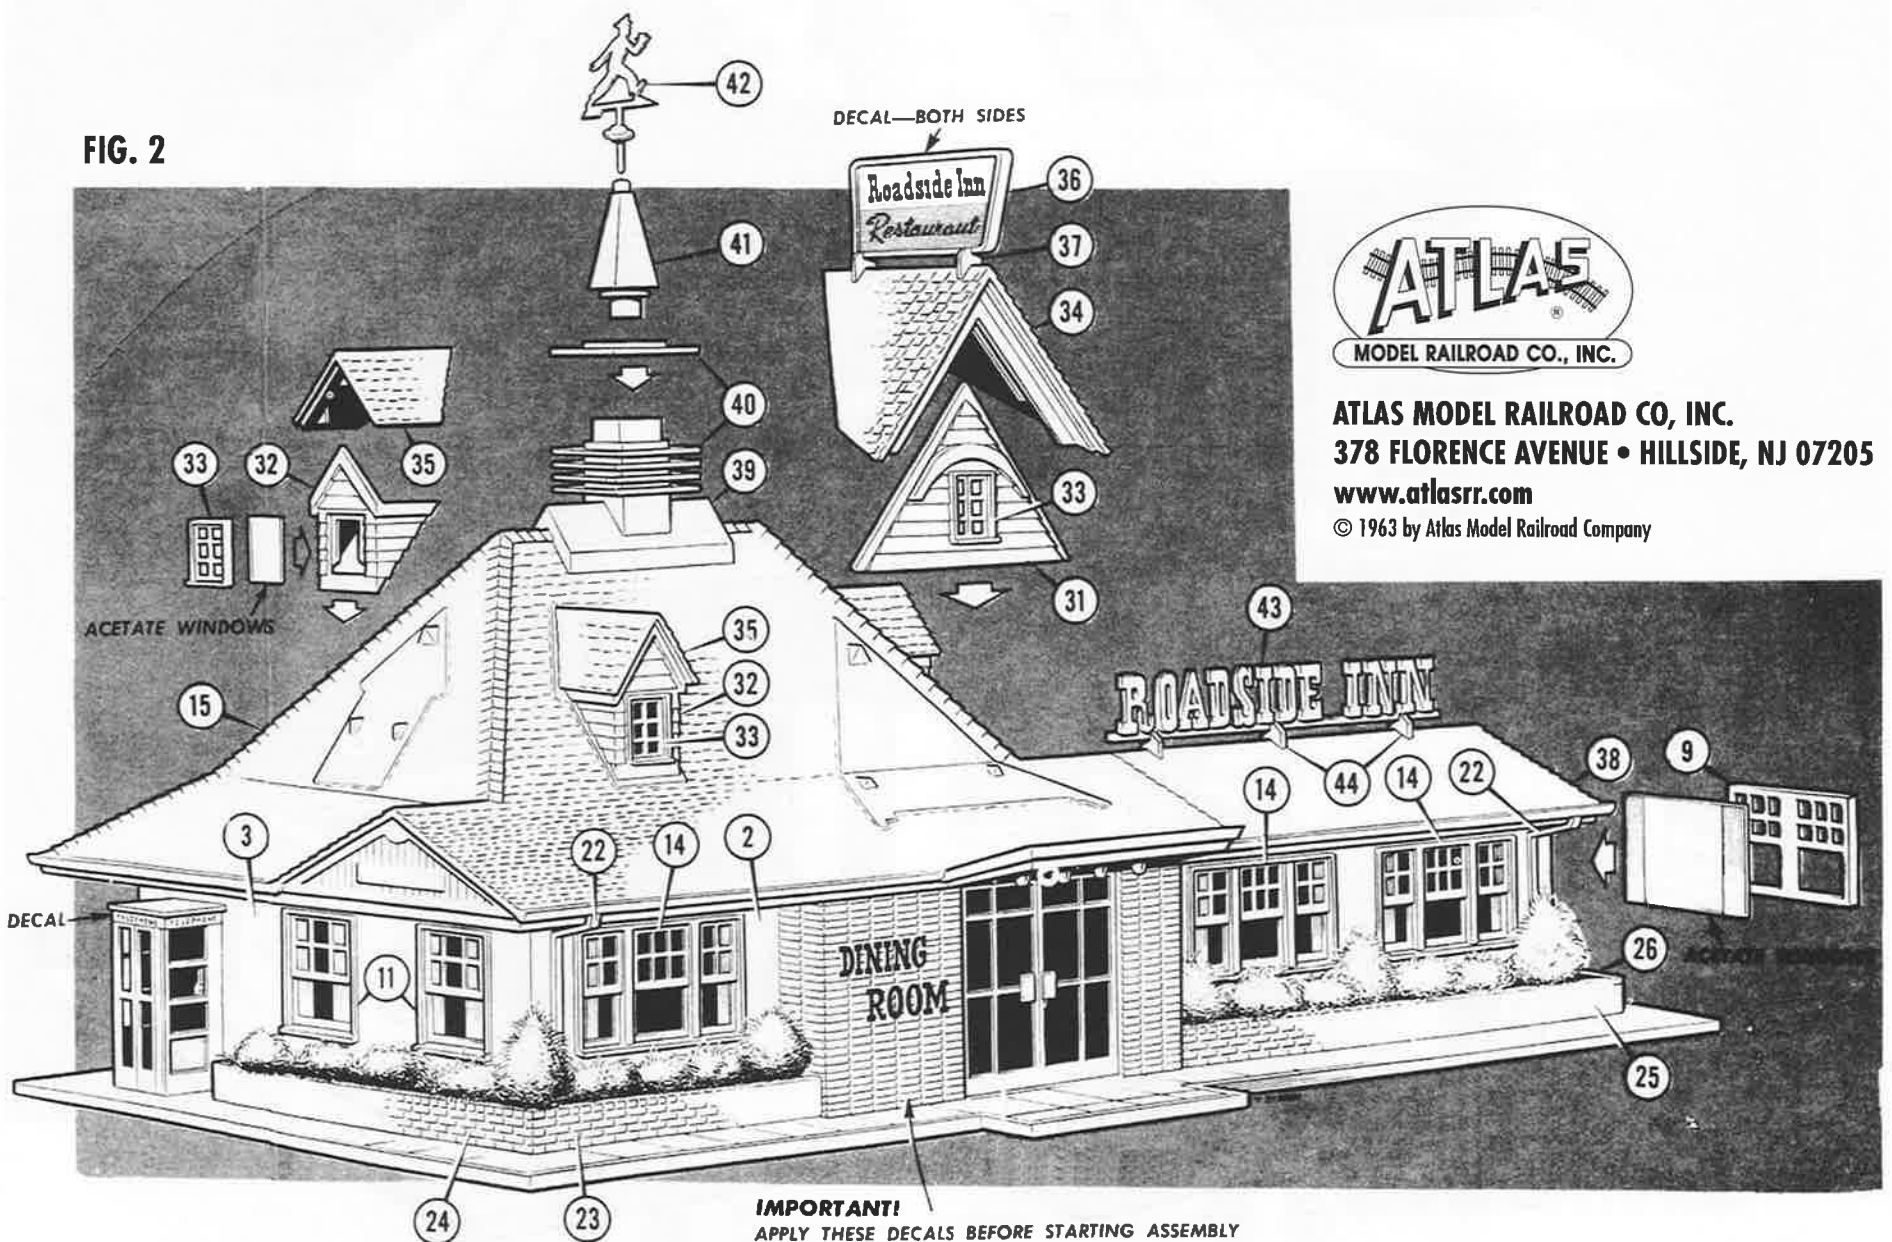 FIG. 2
42
DECAL—BOTH SIDES
Roadside Inn
Restaurant
36
41
37
34
40
33
32
35
39
33
31
ATLAS
®
MODEL RAILROAD CO., INC.
ATLAS MODEL RAILROAD CO, INC.
378 FLORENCE AVENUE • HILLSIDE, NJ 07205
www.atlasrr.com
© 1963 by Atlas Model Railroad Company
ACETATE WINDOWS
35
32
33
15
43
ROADSIDE INN
44
14
14
22
38
9
3
22
14
2
DECAL
TELEPHONE
TELEPHONE
11
DINING
ROOM
26
ACETATE
25
24
23
IMPORTANT!
APPLY THESE DECALS BEFORE STARTING ASSEMBLY